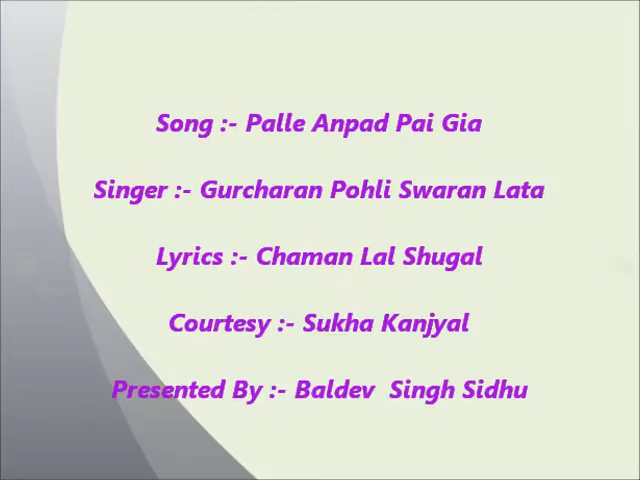 Song :- Palle Anpad Pai Gia
Singer :- Gurcharan Pohli Swaran Lata
Lyrics :- Chaman Lal Shugal
Courtesy :- Sukha Kanjyal
Presented By :- Baldev  Singh Sidhu